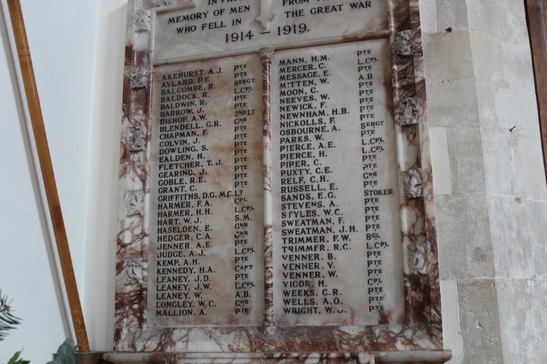 MEMORY OF MEN
WHO FELL IN
THE GREAT WAR
1914 – 1919.
AKEHURST, A.J. PTE
AYLARD, P.E. SERGT
BALCOMBE, R. L.CPL
BALDOCK, R. PTE
BALDWIN, R. PTE
BARROW, J. 2ND LT
BISHOP, A.W. GNR
BLENDELL, G.R. PTE
CHAPMAN, F. PTE
COLVIN, J. PTE
DOWLING, S. PTE
EALDEN, H. PTE
FLETCHER, T.J. PTE
GEARING, J. PTE
GOBLE, R.E. PTE
GRANT, C. PTE
GRIFFITHS, D.G.M.C. LT
HARMER, F.A. L.CPL
HARMER, H.H. L.CPL
HART, W.J. S.M.
HASELDEN, E. GNR
HEDGER, C.A. GNR
JENNER, A.E. PTE
JUDGE, A.J. L.CPL
KEMP, A.H. PTE
KENNEDY, H.A. CAPT
LEANEY, J.D. PTE
LEANEY, J.W. L.CPL
LEANEY, W. A.B.
LONGLEY, W.C. GNR
MALLION, A. PTE
MANN, H.M. PTE
MERCER, C. L.CPL
MESSAGE, E. PTE
MITTEN, W. A.B.
MOON, C. PTE
NEEVES, W. PTE
NEWICK, F. PTE
NEWNHAM, H.B. PTE
NICKOLLS, F. PTE
OSBOURNE, A. SERGT
PARKS, W. PTE
PIERCE, A. L.CPL
PIERCE, H. PTE
PIPER, C. L.CPL
PUXTY, C.E. PTE
RELF, C.H. PTE
RUSSELL, E. PTE
SANDS, E.G. STOKER
STEVENS, A. PTE
STYLES, W.C. PTE
SWEATMAN, F. PTE
SWEATMAN, J.H. PTE
TRIMMER, F.W. BGL
TRIMMER, R.C. L.CPL
VENNER, B. PTE
VENNER, V. PTE
VENNER, W. PTE
VIGOR, H. PTE
WEEKS, C.R. L.CPL
WELLS, A.O. PTE
WRIGHT, W.J. PTE